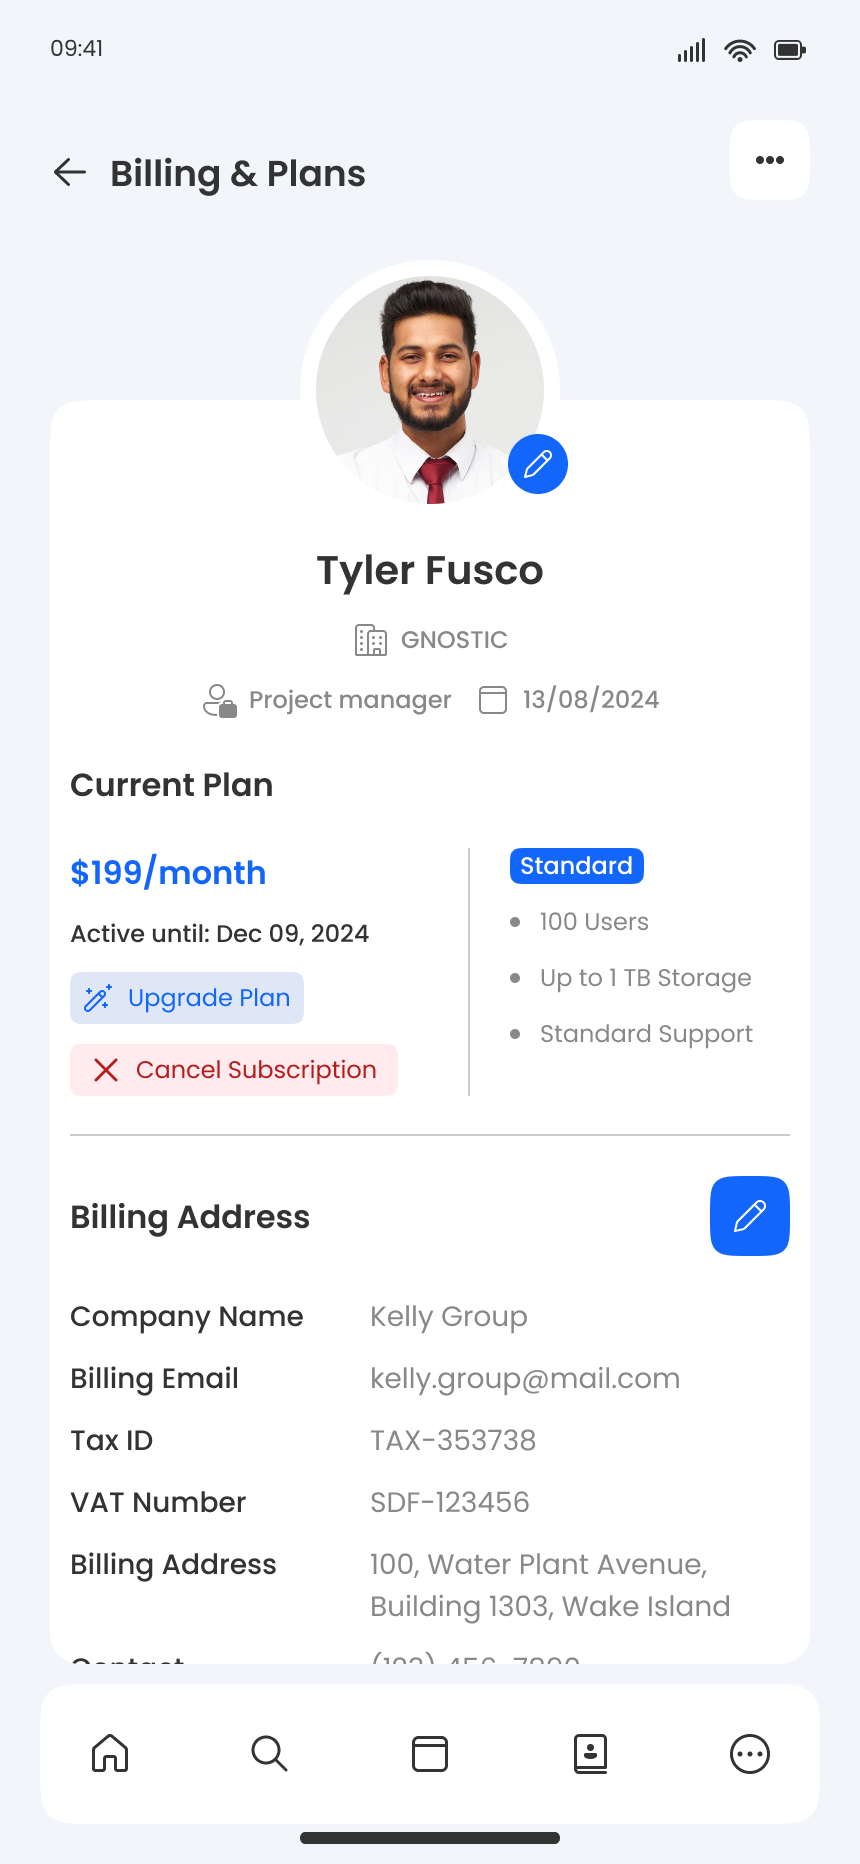 09:41
Billing & Plans
Tyler Fusco
GNOSTIC
Project manager 13/08/2024
Current Plan
$199/month
Active until: Dec 09, 2024
Upgrade Plan
Cancel Subscription
Standard
100 Users
Up to 1 TB Storage
Standard Support
Billing Address
Company Name Kelly Group
Billing Email kelly.group@mail.com
Tax ID TAX-353738
VAT Number SDF-123456
Billing Address 100, Water Plant Avenue,
Building 1303, Wake Island
Contact